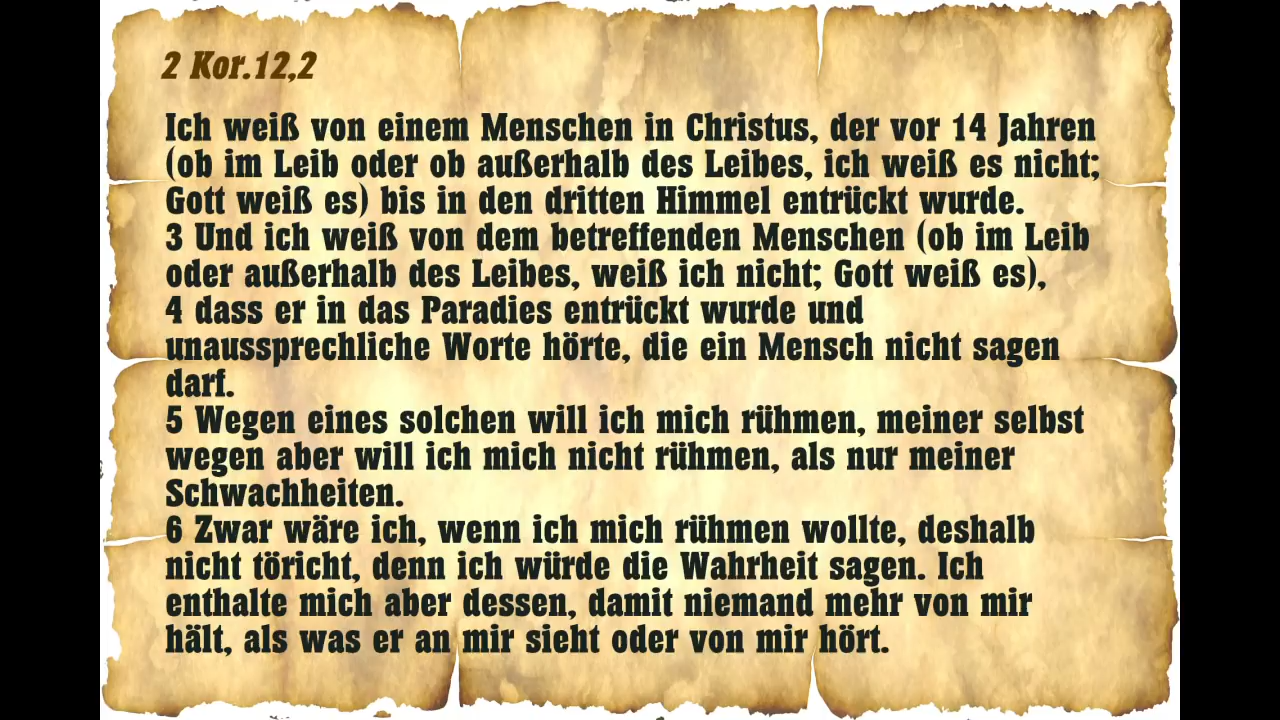 2 Kor.12,2
Ich weiß von einem Menschen in Christus, der vor 14 Jahren
(ob im Leib oder ob außerhalb des Leibes, ich weiß es nicht;
Gott weiß es) bis in den dritten Himmel entrückt wurde.
3 Und ich weiß von dem betreffenden Menschen (ob im Leib
oder außerhalb des Leibes, weiß ich nicht; Gott weiß es),
4 dass er in das Paradies entrückt wurde und
unaussprechliche Worte hörte, die ein Mensch nicht sagen
darf.
5 Wegen eines solchen will ich mich rühmen, meiner selbst
wegen aber will ich mich nicht rühmen, als nur meiner
Schwachheiten.
6 Zwar wäre ich, wenn ich mich rühmen wollte, deshalb
nicht töricht, denn ich würde die Wahrheit sagen. Ich
enthalte mich aber dessen, damit niemand mehr von mir
hält, als was er an mir sieht oder von mir hört.